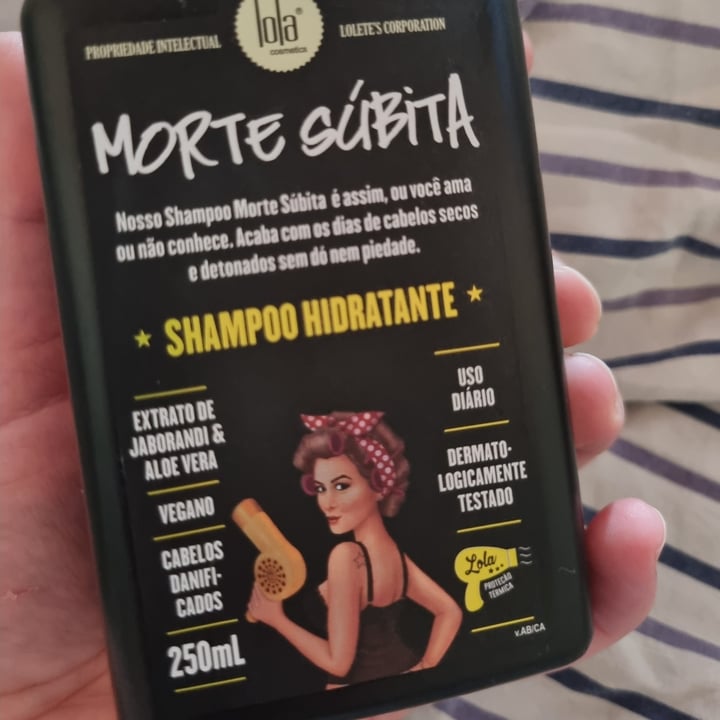 PROPRIEDADE INTELECTUAL
lola®
cosmetics
LOLETE'S CORPORATION
MORTE SÚBITA
Nosso Shampoo Morte Súbita é assim, ou você ama
ou não conhece. Acaba com os dias de cabelos secos
e detonados sem dó nem piedade.
★ SHAMPOO HIDRATANTE ★
EXTRATO DE
JABORANDI &
ALOE VERA
VEGANO
CABELOS
DANIFI-
CADOS
250mL
USO
DIÁRIO
DERMATO-
LOGICAMENTE
TESTADO
Lola
PROTEÇÃO
TÉRMICA
v.AB/CA